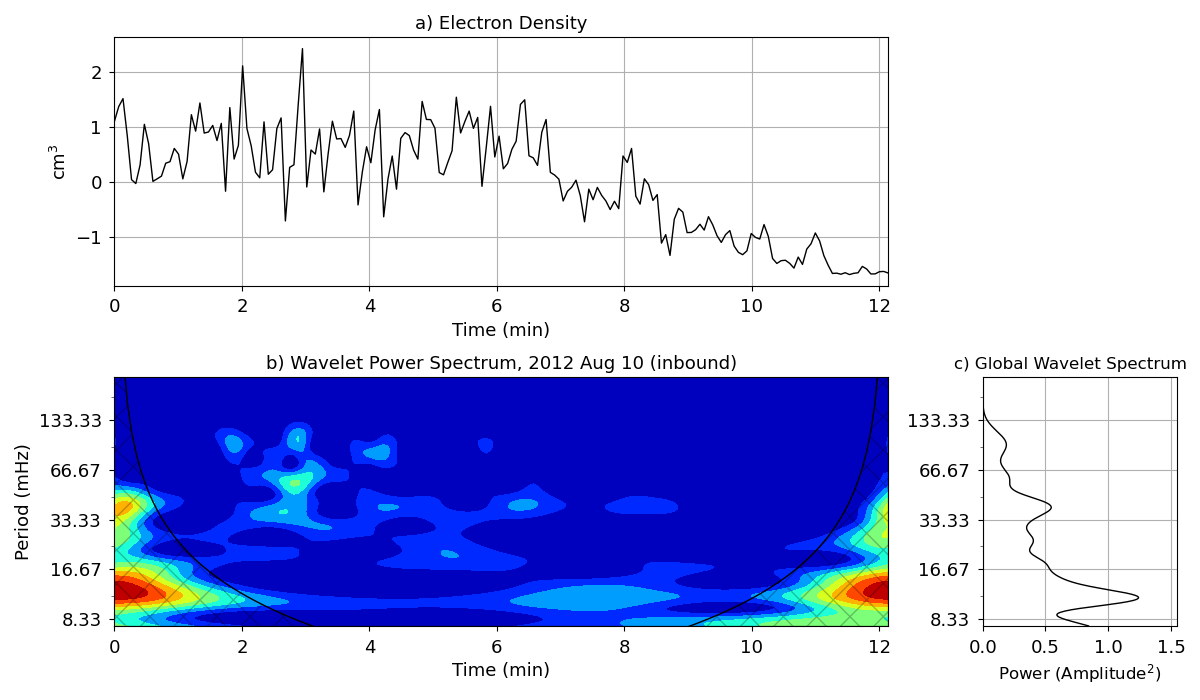 a) Electron Density
cm³
2
1
0
−1
0 2 4 6 8 10 12
Time (min)
b) Wavelet Power Spectrum, 2012 Aug 10 (inbound)
Period (mHz)
133.33
66.67
33.33
16.67
8.33
0 2 4 6 8 10 12
Time (min)
c) Global Wavelet Spectrum
133.33
66.67
33.33
16.67
8.33
0.0 0.5 1.0 1.5
Power (Amplitude²)